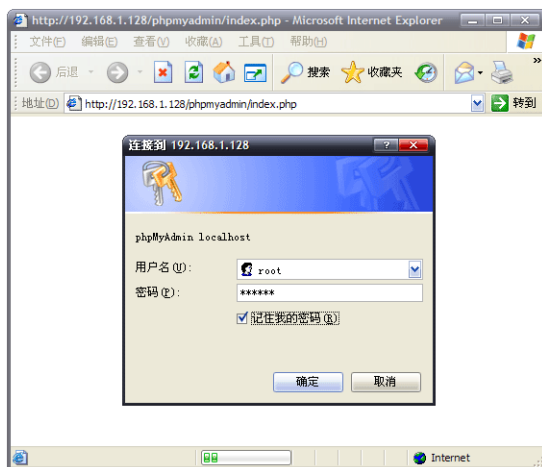 http://192.168.1.128/phpmyadmin/index.php - Microsoft Internet Explorer
文件(F) 编辑(E) 查看(V) 收藏(A) 工具(T) 帮助(H)
后退 搜索 收藏夹 »
地址(D) http://192.168.1.128/phpmyadmin/index.php 转到
连接到 192.168.1.128
phpMyAdmin localhost
用户名(U): root
密码(P): ******
记住我的密码(R)
确定 取消
Internet